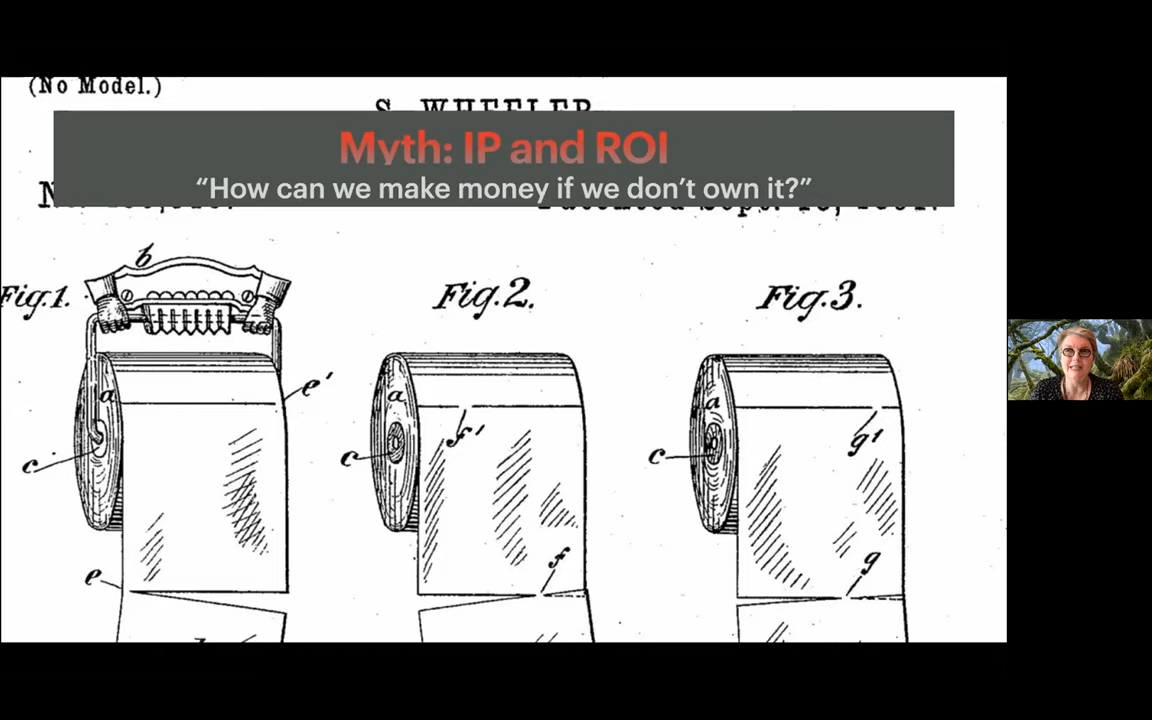 (No Model.)
S. WHEELER
Myth: IP and ROI
“How can we make money if we don’t own it?”
Fig.1.
Fig.2.
Fig.3.
b
a
e'
c
e
a
f'
c
f
a
g'
c
g